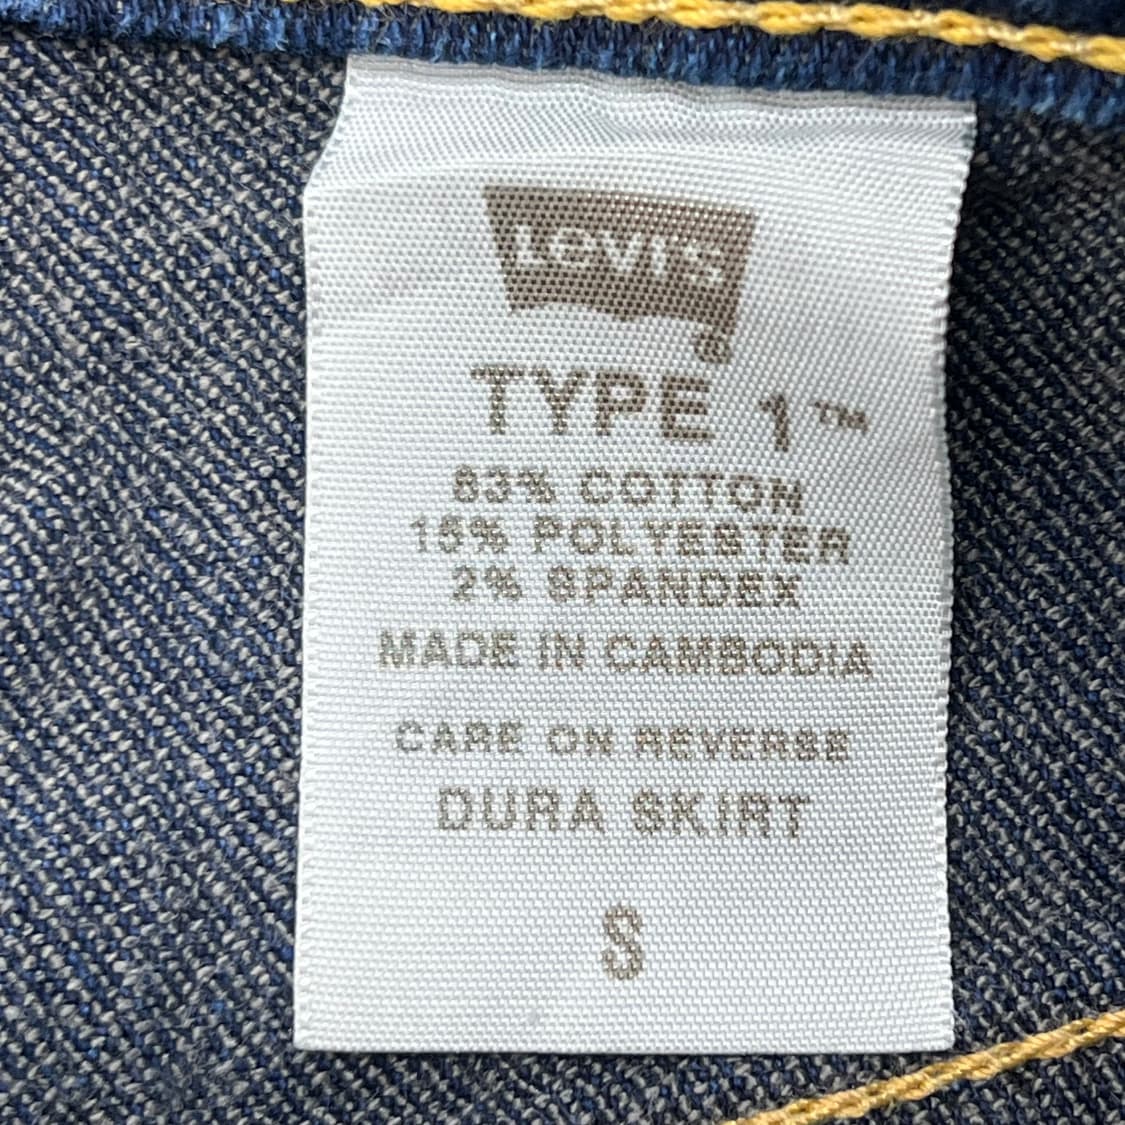 Levi's
®
TYPE 1™
83% COTTON
15% POLYESTER
2% SPANDEX
MADE IN CAMBODIA
CARE ON REVERSE
DURA SKIRT
S